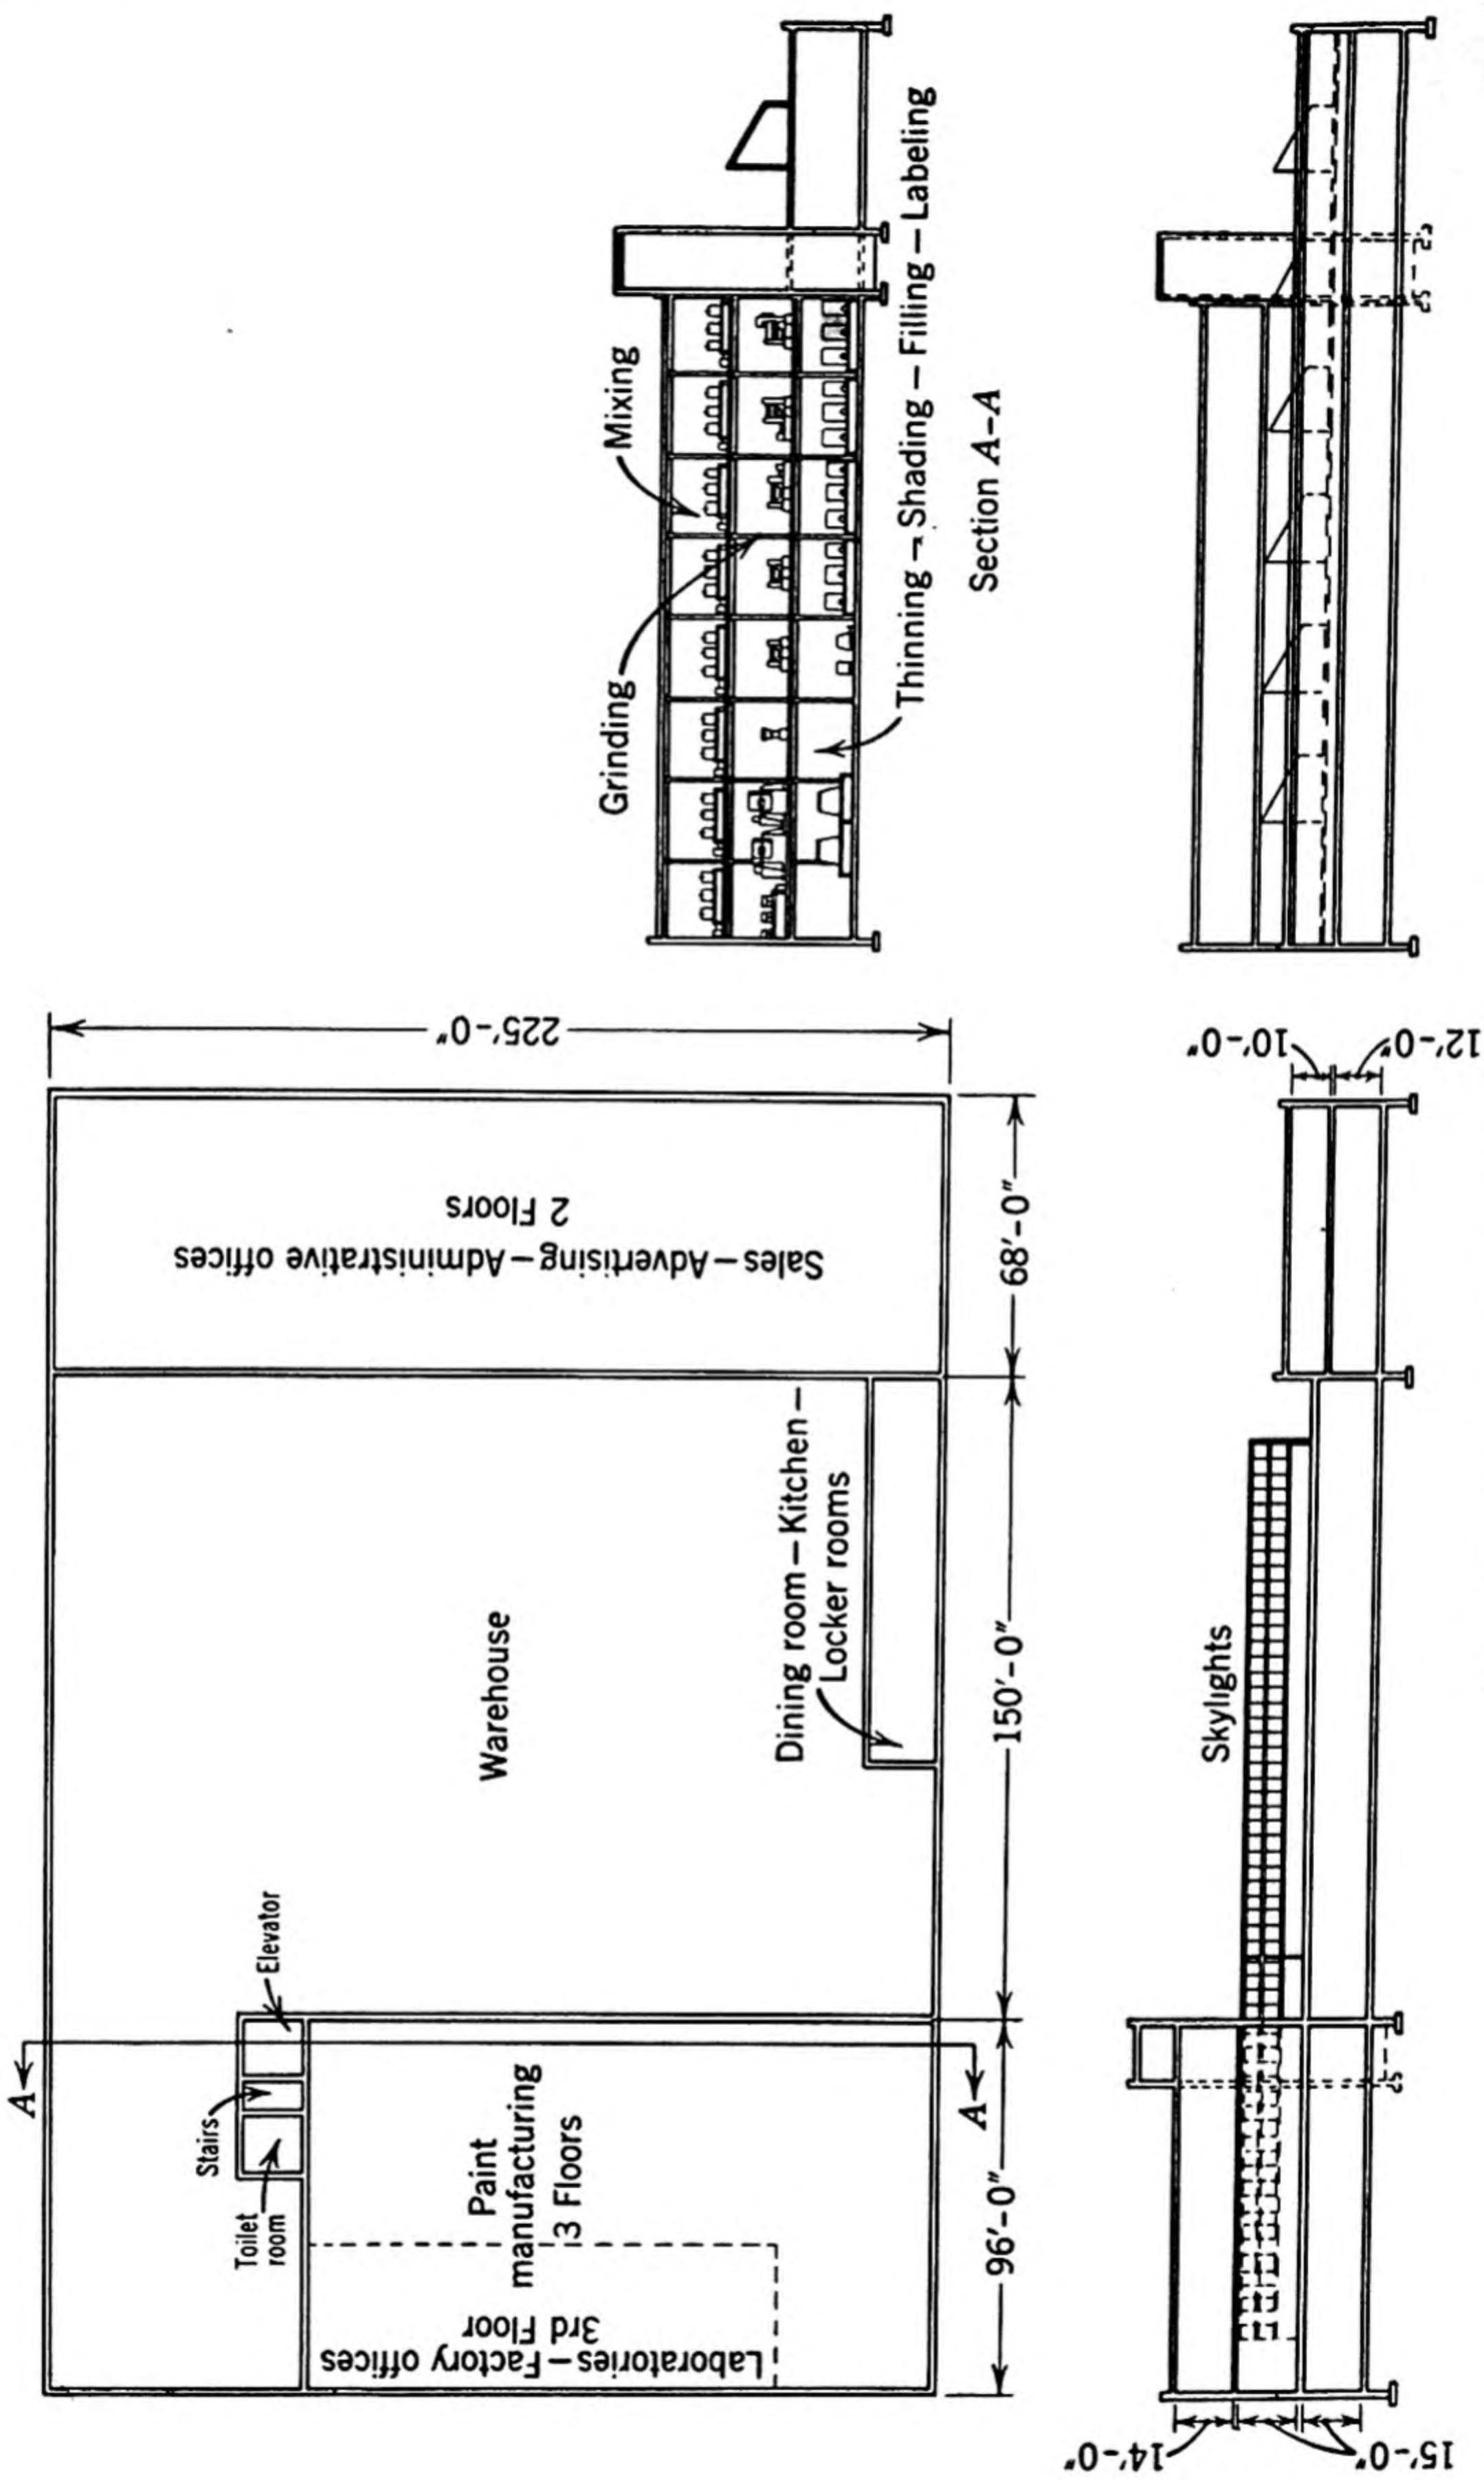 A
A
Stairs
Elevator
Toilet
room
Paint
manufacturing
3 Floors
Laboratories – Factory offices
3rd Floor
Warehouse
Dining room – Kitchen –
Locker rooms
Sales – Advertising – Administrative offices
2 Floors
96'-0"
150'-0"
68'-0"
225'-0"
Skylights
14'-0"
15'-0"
10'-0"
12'-0"
Grinding
Mixing
Thinning – Shading – Filling – Labeling
Section A-A